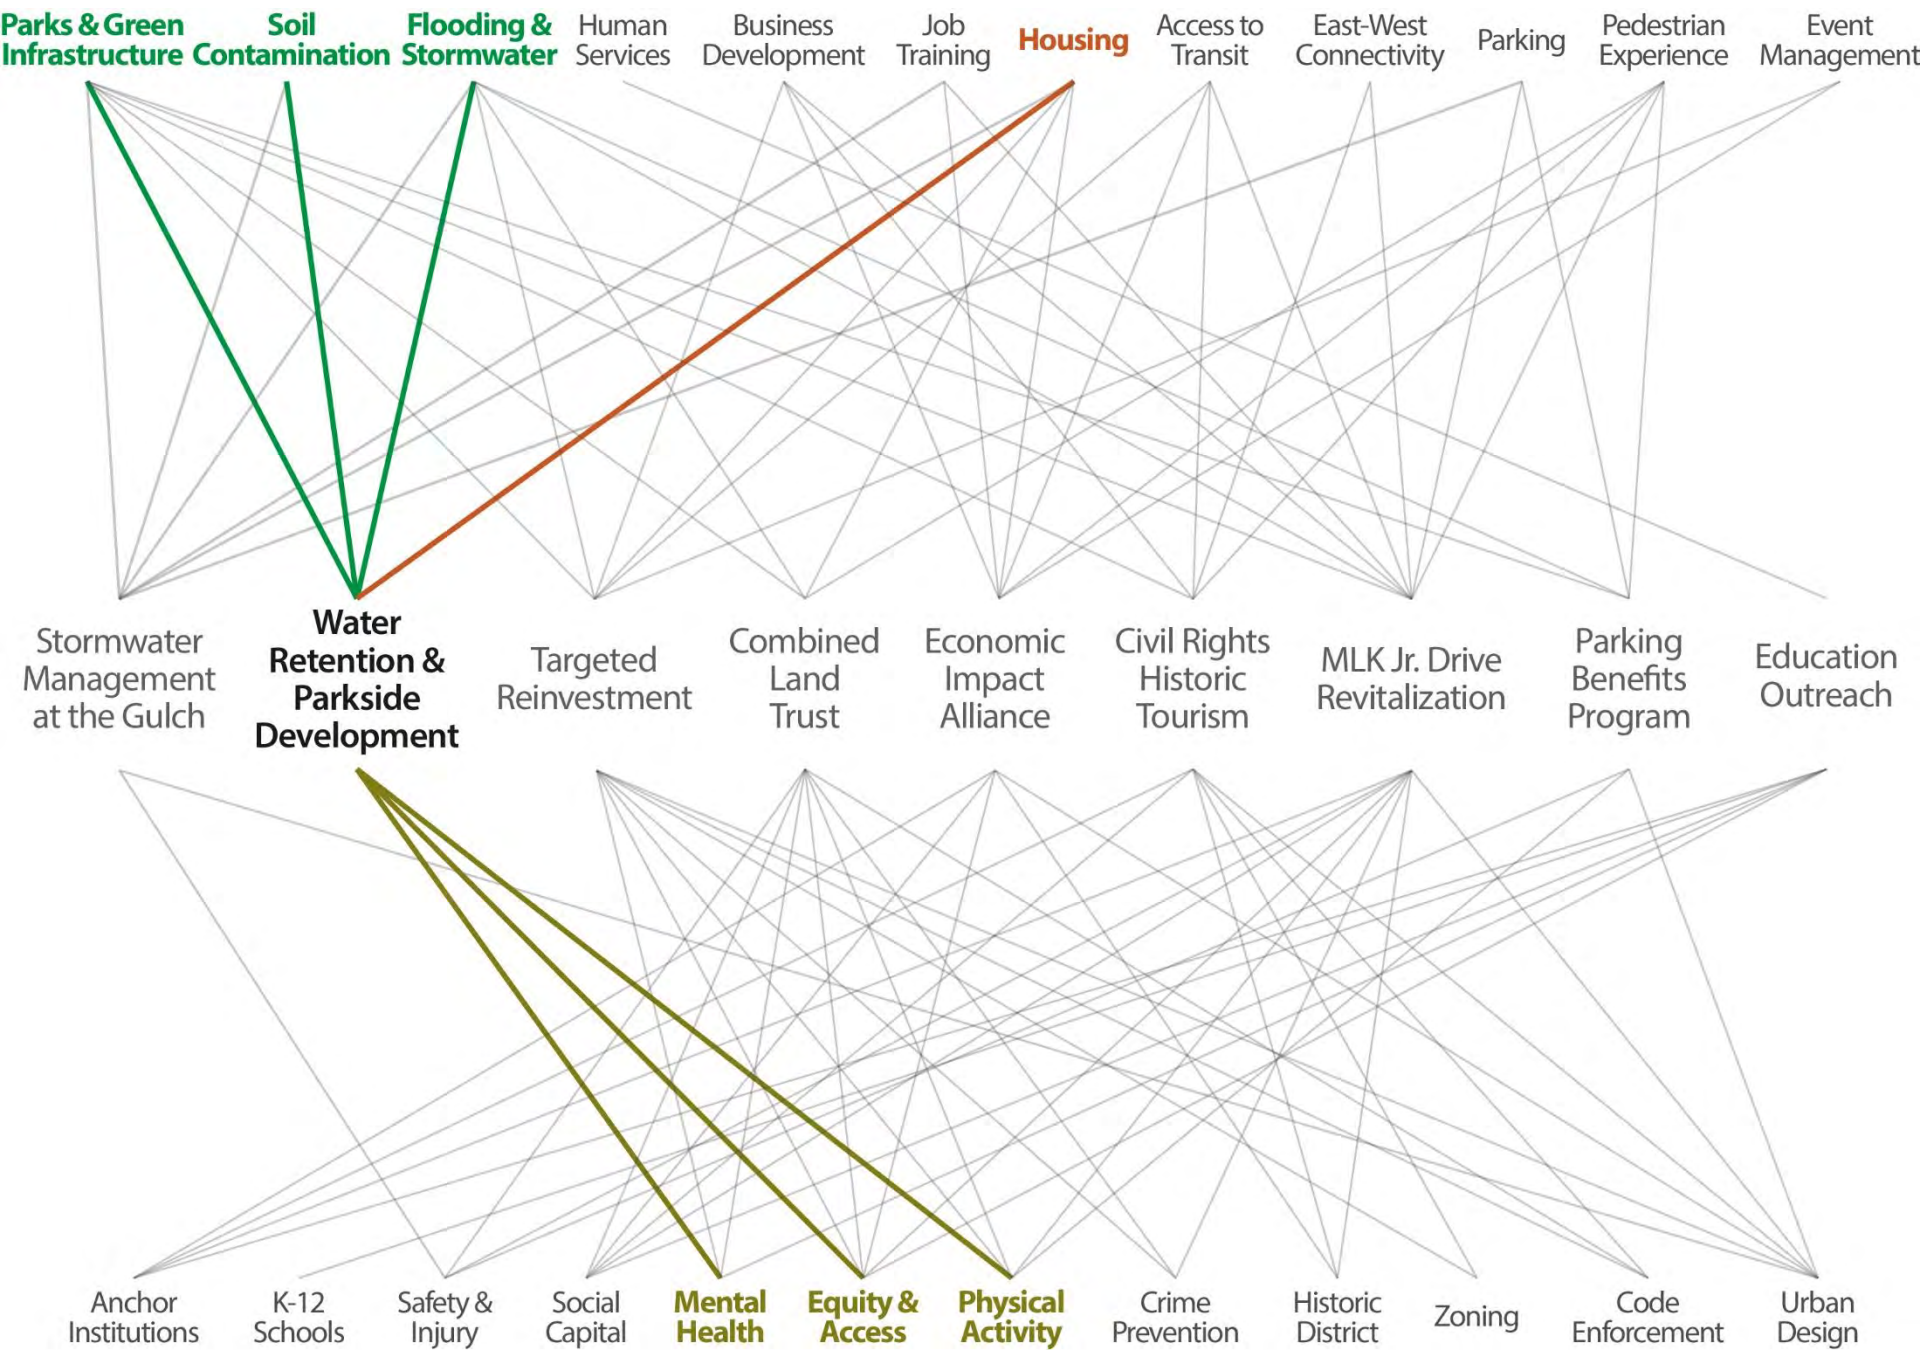 Parks & Green
Infrastructure
Soil
Contamination
Flooding &
Stormwater
Human
Services
Business
Development
Job
Training
Housing
Access to
Transit
East-West
Connectivity
Parking
Pedestrian
Experience
Event
Management
Stormwater
Management
at the Gulch
Water
Retention &
Parkside
Development
Targeted
Reinvestment
Combined
Land
Trust
Economic
Impact
Alliance
Civil Rights
Historic
Tourism
MLK Jr. Drive
Revitalization
Parking
Benefits
Program
Education
Outreach
Anchor
Institutions
K-12
Schools
Safety &
Injury
Social
Capital
Mental
Health
Equity &
Access
Physical
Activity
Crime
Prevention
Historic
District
Zoning
Code
Enforcement
Urban
Design